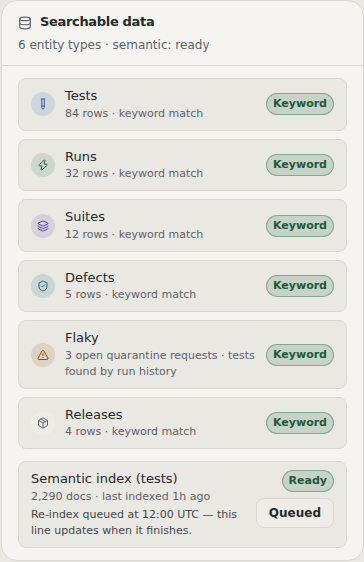 Searchable data
6 entity types · semantic: ready
Tests
84 rows · keyword match
Keyword
Runs
32 rows · keyword match
Keyword
Suites
12 rows · keyword match
Keyword
Defects
5 rows · keyword match
Keyword
Flaky
3 open quarantine requests · tests
found by run history
Keyword
Releases
4 rows · keyword match
Keyword
Semantic index (tests)
2,290 docs · last indexed 1h ago
Re-index queued at 12:00 UTC — this
line updates when it finishes.
Ready
Queued